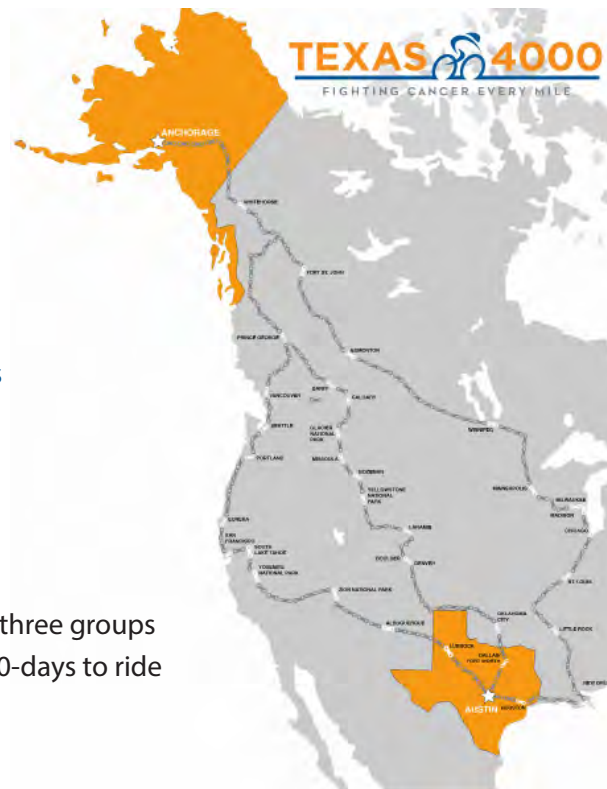 TEXAS 4000
FIGHTING CANCER EVERY MILE
ANCHORAGE
WHITEHORSE
FORT ST. JOHN
PRINCE GEORGE
EDMONTON
s
BANFF
VANCOUVER
CALGARY
SEATTLE
GLACIER
NATIONAL
PARK
WINNIPEG
PORTLAND
MISSOULA
BOZEMAN
YELLOWSTONE
NATIONAL
PARK
MINNEAPOLIS
MILWAUKEE
MADISON
CHICAGO
EUREKA
LARAMIE
SAN
FRANCISCO
SOUTH
LAKE TAHOE
BOULDER
DENVER
YOSEMITE
NATIONAL PARK
ST. LOUIS
ZION NATIONAL PARK
three groups
OKLAHOMA
CITY
ALBUQUERQUE
LITTLE ROCK
LUBBOCK
DALLAS
FORT WORTH
0-days to ride
NEW
AUSTIN
HOUSTON